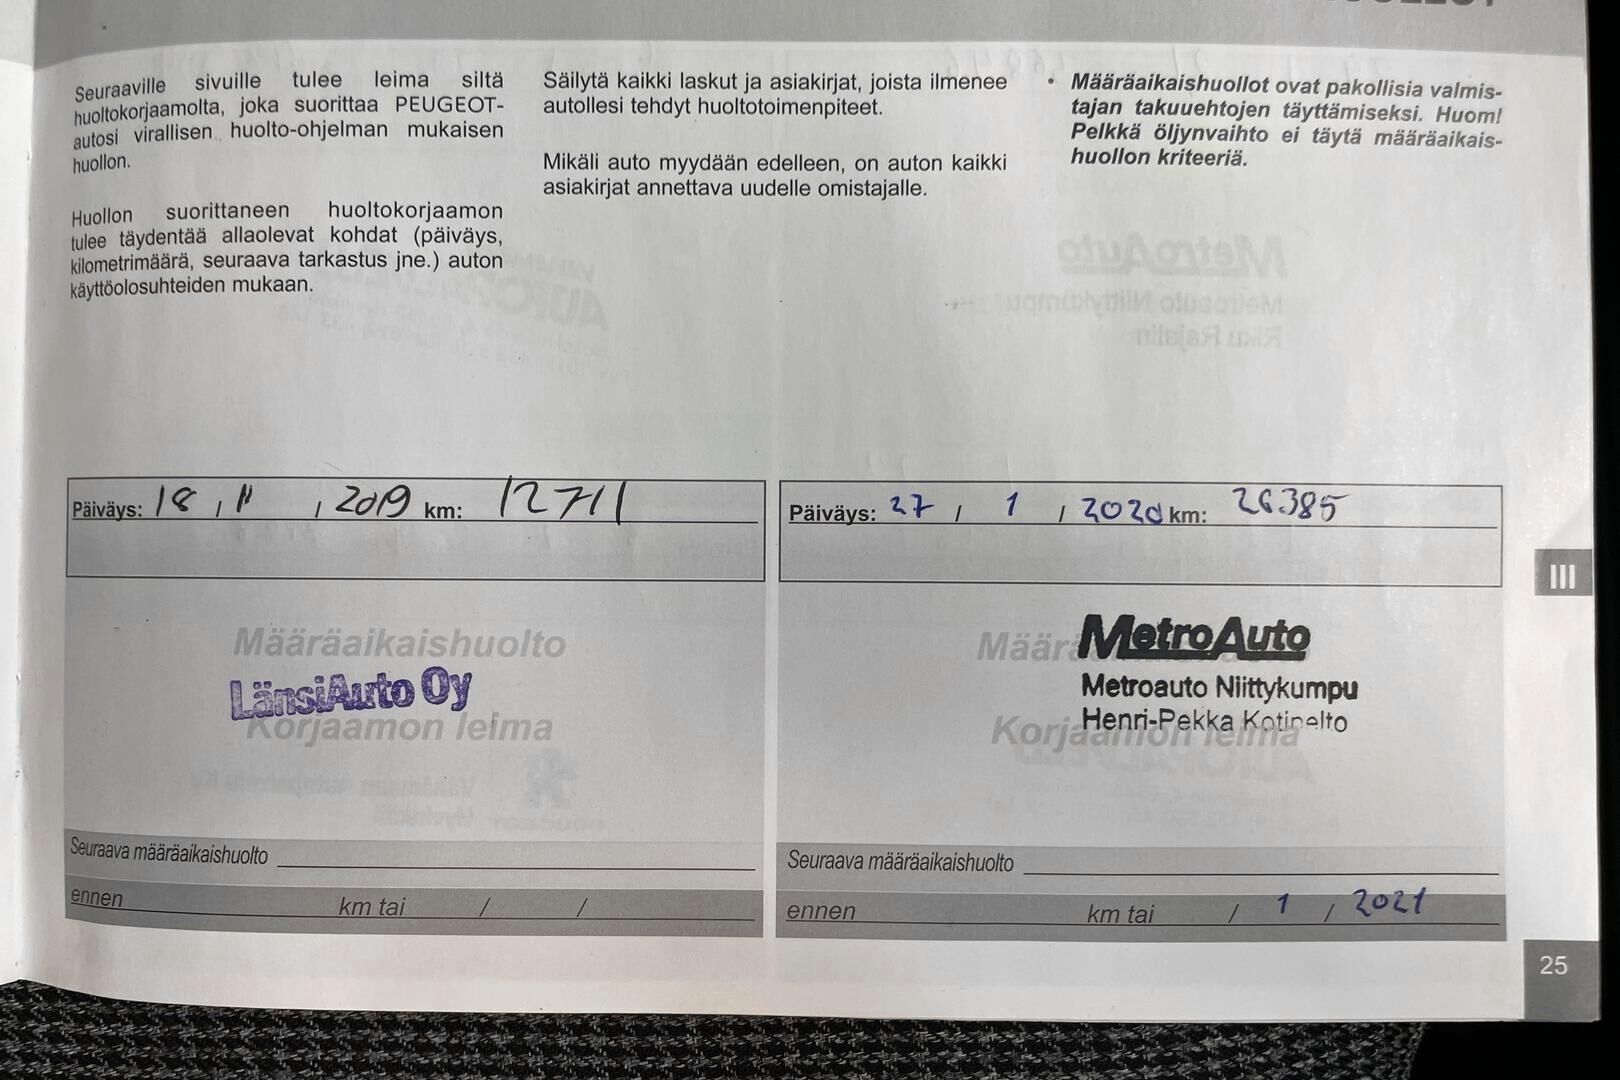 Seuraaville sivuille tulee leima siltä
huoltokorjaamolta, joka suorittaa PEUGEOT-
autosi virallisen huolto-ohjelman mukaisen
huollon.
Huollon suorittaneen huoltokorjaamon
tulee täydentää allaolevat kohdat (päiväys,
kilometrimäärä, seuraava tarkastus jne.) auton
käyttöolosuhteiden mukaan.
Säilytä kaikki laskut ja asiakirjat, joista ilmenee
autollesi tehdyt huoltotoimenpiteet.
Mikäli auto myydään edelleen, on auton kaikki
asiakirjat annettava uudelle omistajalle.
• Määräaikaishuollot ovat pakollisia valmis-
tajan takuuehtojen täyttämiseksi. Huom!
Pelkkä öljynvaihto ei täytä määräaikais-
huollon kriteeriä.
Päiväys: 18 / 11 / 2019 km: 12711
Määräaikaishuolto
LänsiAuto Oy
Korjaamon leima
Seuraava määräaikaishuolto
ennen km tai / /
Päiväys: 27 / 1 / 2020 km: 26.385
MetroAuto
Metroauto Niittykumpu
Henri-Pekka Kotipelto
Korjaamon leima
Seuraava määräaikaishuolto
ennen km tai / 1 / 2021
III
25